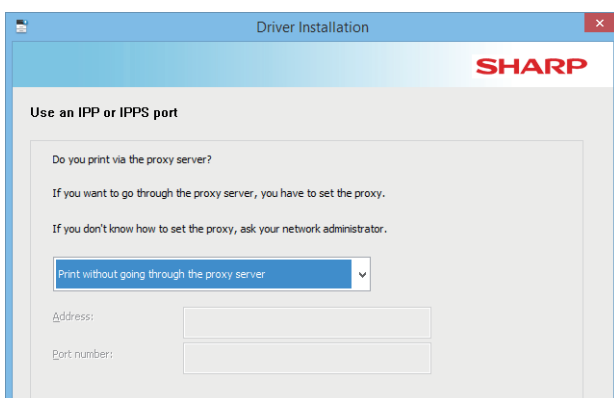 Driver Installation
SHARP
Use an IPP or IPPS port
Do you print via the proxy server?
If you want to go through the proxy server, you have to set the proxy.
If you don't know how to set the proxy, ask your network administrator.
Print without going through the proxy server
Address:
Port number: